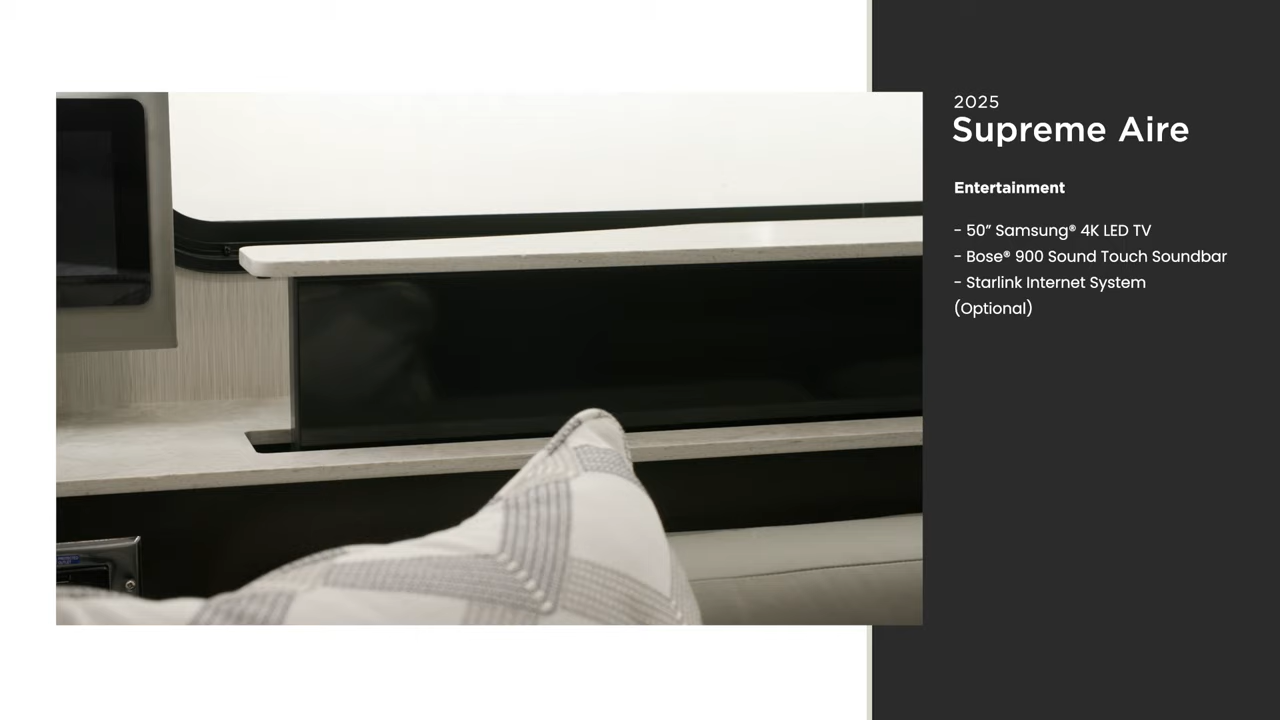 2025
Supreme Aire
Entertainment
- 50” Samsung® 4K LED TV
- Bose® 900 Sound Touch Soundbar
- Starlink Internet System
(Optional)